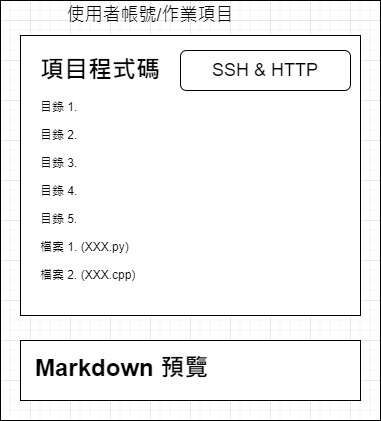 使用者帳號/作業項目
項目程式碼
SSH & HTTP
目錄 1.
目錄 2.
目錄 3.
目錄 4.
目錄 5.
檔案 1. (XXX.py)
檔案 2. (XXX.cpp)
Markdown 預覽